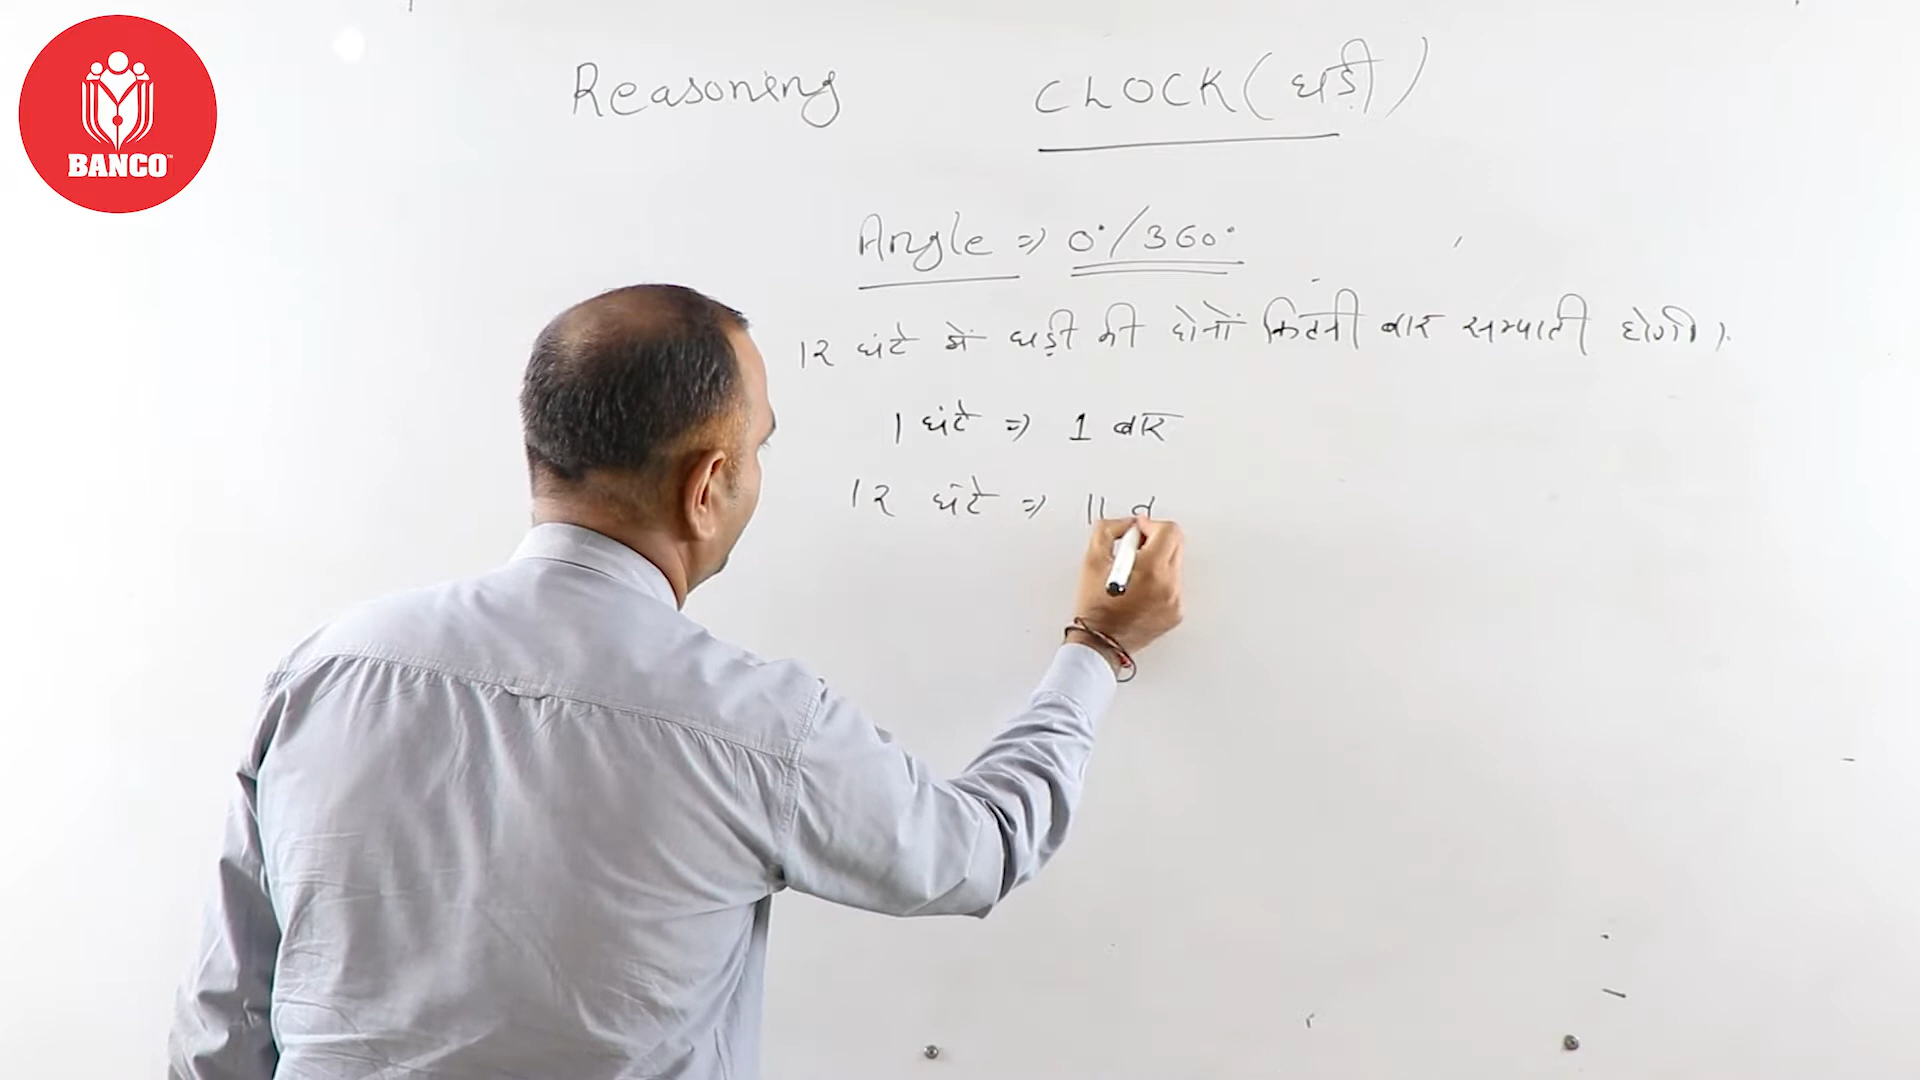 BANCO
Reasoning CLOCK (घड़ी)
Angle => 0°/360°
12 घंटे में घड़ी की दोनों कितनी बार सम्पाती होगी ।
1 घंटे => 1 बार
12 घंटे => 11 ब